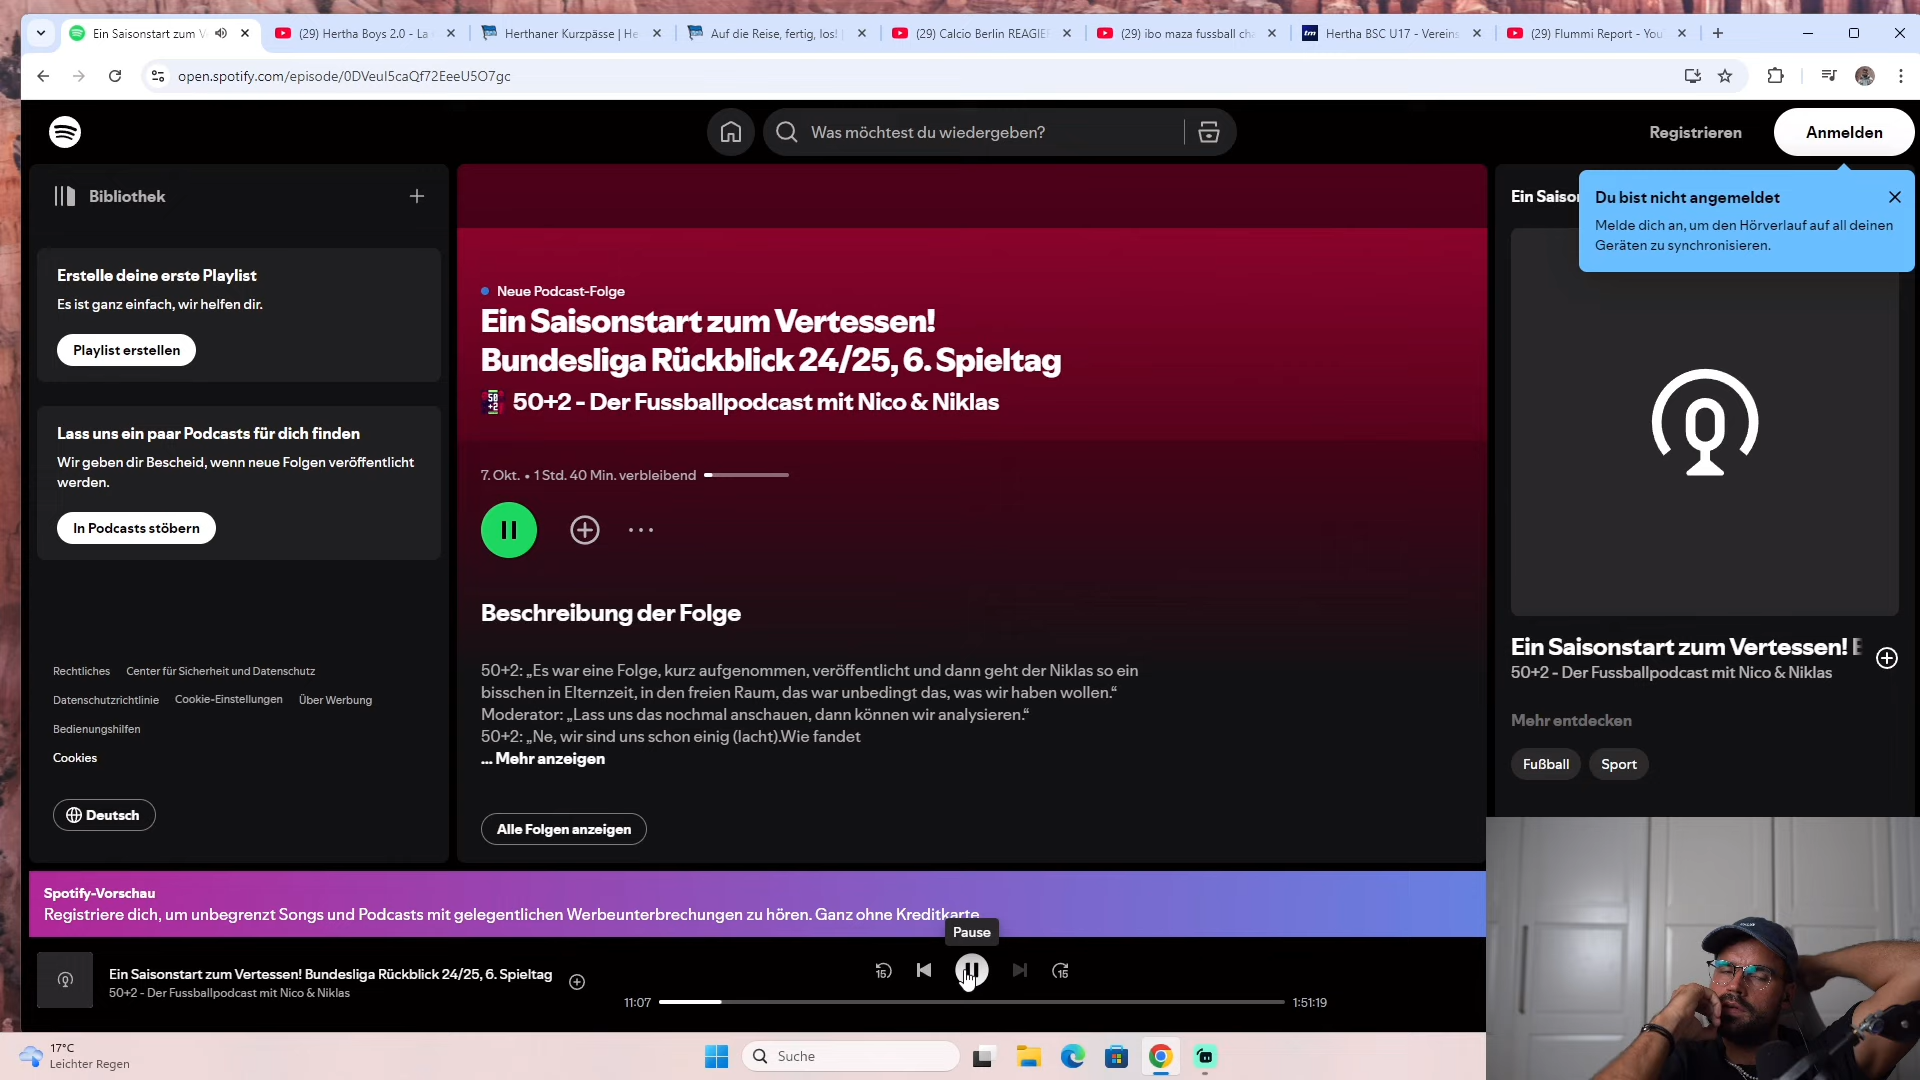 Ein Saisonstart zum V
(29) Hertha Boys 2.0 - La
Herthaner Kurzpässe | He
Auf die Reise, fertig, los! |
(29) Calcio Berlin REAGIE
(29) ibo maza fussball ch
Hertha BSC U17 - Vereins
(29) Flummi Report - You
open.spotify.com/episode/0DVeuI5caQf72EeeU5O7gc
Was möchtest du wiedergeben?
Registrieren
Anmelden
Bibliothek
Erstelle deine erste Playlist
Es ist ganz einfach, wir helfen dir.
Playlist erstellen
Lass uns ein paar Podcasts für dich finden
Wir geben dir Bescheid, wenn neue Folgen veröffentlicht
werden.
In Podcasts stöbern
Rechtliches
Center für Sicherheit und Datenschutz
Datenschutzrichtlinie
Cookie-Einstellungen
Über Werbung
Bedienungshilfen
Cookies
Deutsch
Neue Podcast-Folge
Ein Saisonstart zum Vertessen!
Bundesliga Rückblick 24/25, 6. Spieltag
50+2 - Der Fussballpodcast mit Nico & Niklas
7. Okt. • 1 Std. 40 Min. verbleibend
Beschreibung der Folge
50+2: „Es war eine Folge, kurz aufgenommen, veröffentlicht und dann geht der Niklas so ein
bisschen in Elternzeit, in den freien Raum, das war unbedingt das, was wir haben wollen.“
Moderator: „Lass uns das nochmal anschauen, dann können wir analysieren.“
50+2: „Ne, wir sind uns schon einig (lacht).Wie fandet
... Mehr anzeigen
Alle Folgen anzeigen
Ein Saison
Du bist nicht angemeldet
Melde dich an, um den Hörverlauf auf all deinen
Geräten zu synchronisieren.
Ein Saisonstart zum Vertessen! B
50+2 - Der Fussballpodcast mit Nico & Niklas
Mehr entdecken
Fußball
Sport
Spotify-Vorschau
Registriere dich, um unbegrenzt Songs und Podcasts mit gelegentlichen Werbeunterbrechungen zu hören. Ganz ohne Kreditkarte
Pause
Ein Saisonstart zum Vertessen! Bundesliga Rückblick 24/25, 6. Spieltag
50+2 - Der Fussballpodcast mit Nico & Niklas
15
15
11:07
1:51:19
17°C
Leichter Regen
Suche